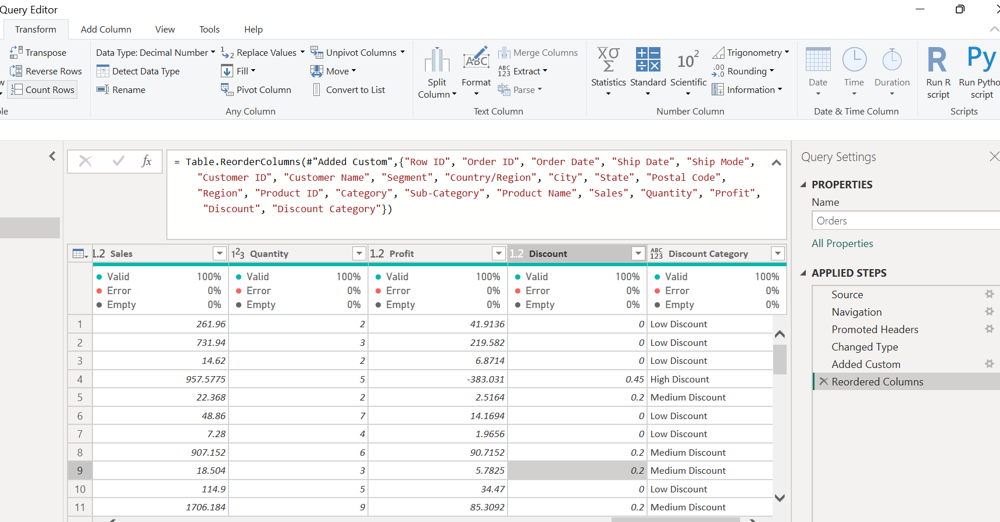 Query Editor
Transform Add Column View Tools Help
Transpose
Reverse Rows
Count Rows
Data Type: Decimal Number
Detect Data Type
Rename
Replace Values
Fill
Pivot Column
Unpivot Columns
Move
Convert to List
Any Column
Split Column
Format
ABC
Merge Columns
ABC 123 Extract
abc Parse
Text Column
XΟ Σ Statistics
Standard
10² Scientific
Trigonometry
.00 .0 Rounding
Information
Number Column
Date
Time
Duration
Date & Time Column
R Run R script
Py Run Pytho script
Scripts
fx = Table.ReorderColumns(#"Added Custom",{"Row ID", "Order ID", "Order Date", "Ship Date", "Ship Mode",
"Customer ID", "Customer Name", "Segment", "Country/Region", "City", "State", "Postal Code",
"Region", "Product ID", "Category", "Sub-Category", "Product Name", "Sales", "Quantity", "Profit",
"Discount", "Discount Category"})
1.2 Sales 1²3 Quantity 1.2 Profit 1.2 Discount ABC 123 Discount Category
Valid 100% Valid 100% Valid 100% Valid 100% Valid 100%
Error 0% Error 0% Error 0% Error 0% Error 0%
Empty 0% Empty 0% Empty 0% Empty 0% Empty 0%
1 261.96 2 41.9136 0 Low Discount
2 731.94 3 219.582 0 Low Discount
3 14.62 2 6.8714 0 Low Discount
4 957.5775 5 -383.031 0.45 High Discount
5 22.368 2 2.5164 0.2 Medium Discount
6 48.86 7 14.1694 0 Low Discount
7 7.28 4 1.9656 0 Low Discount
8 907.152 6 90.7152 0.2 Medium Discount
9 18.504 3 5.7825 0.2 Medium Discount
10 114.9 5 34.47 0 Low Discount
11 1706.184 9 85.3092 0.2 Medium Discount
Query Settings
PROPERTIES
Name
Orders
All Properties
APPLIED STEPS
Source
Navigation
Promoted Headers
Changed Type
Added Custom
Reordered Columns